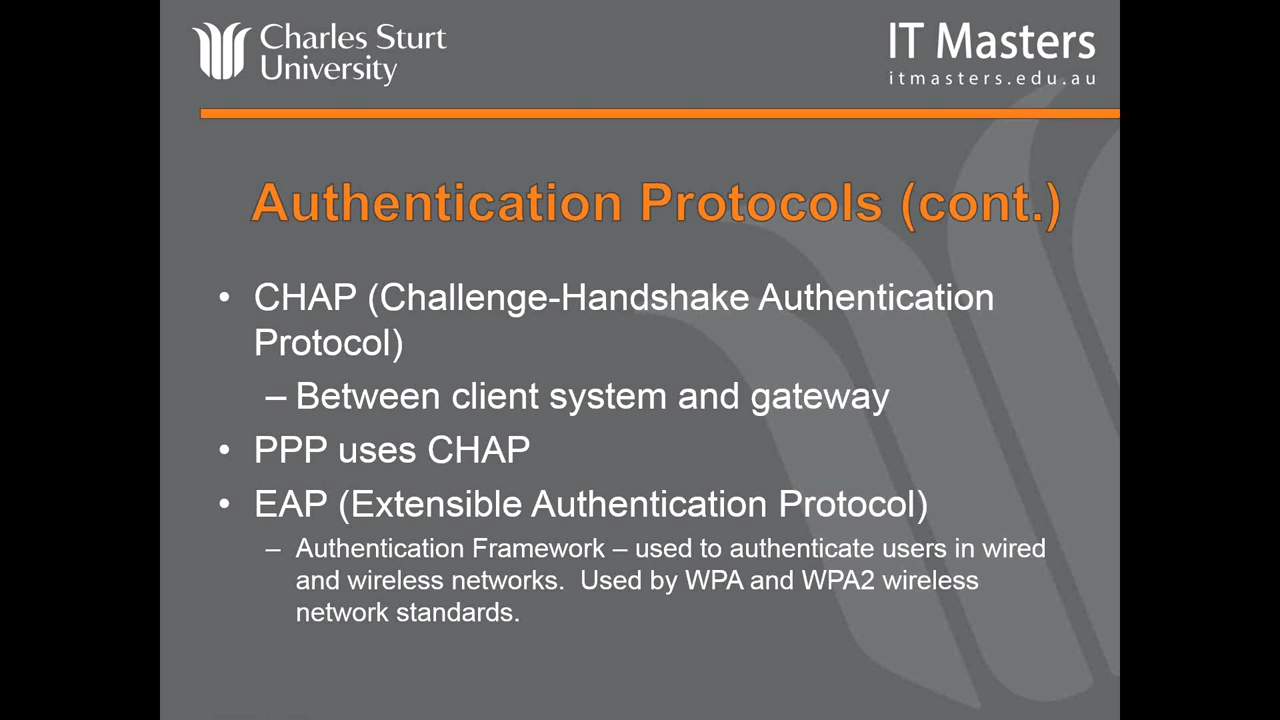 Charles Sturt
University
IT Masters
itmasters.edu.au
Authentication Protocols (cont.)
• CHAP (Challenge-Handshake Authentication
Protocol)
– Between client system and gateway
• PPP uses CHAP
• EAP (Extensible Authentication Protocol)
– Authentication Framework – used to authenticate users in wired
and wireless networks.  Used by WPA and WPA2 wireless
network standards.